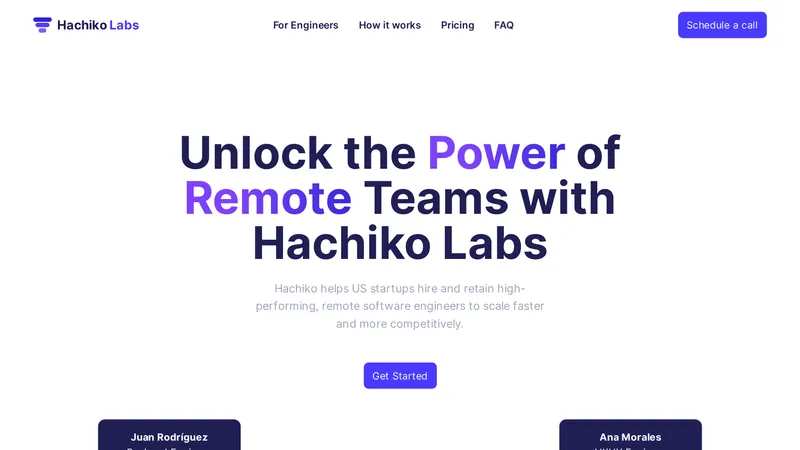 Hachiko Labs
For Engineers
How it works
Pricing
FAQ
Schedule a call
Unlock the Power of
Remote Teams with
Hachiko Labs
Hachiko helps US startups hire and retain high-
performing, remote software engineers to scale faster
and more competitively.
Get Started
Juan Rodríguez
Ana Morales